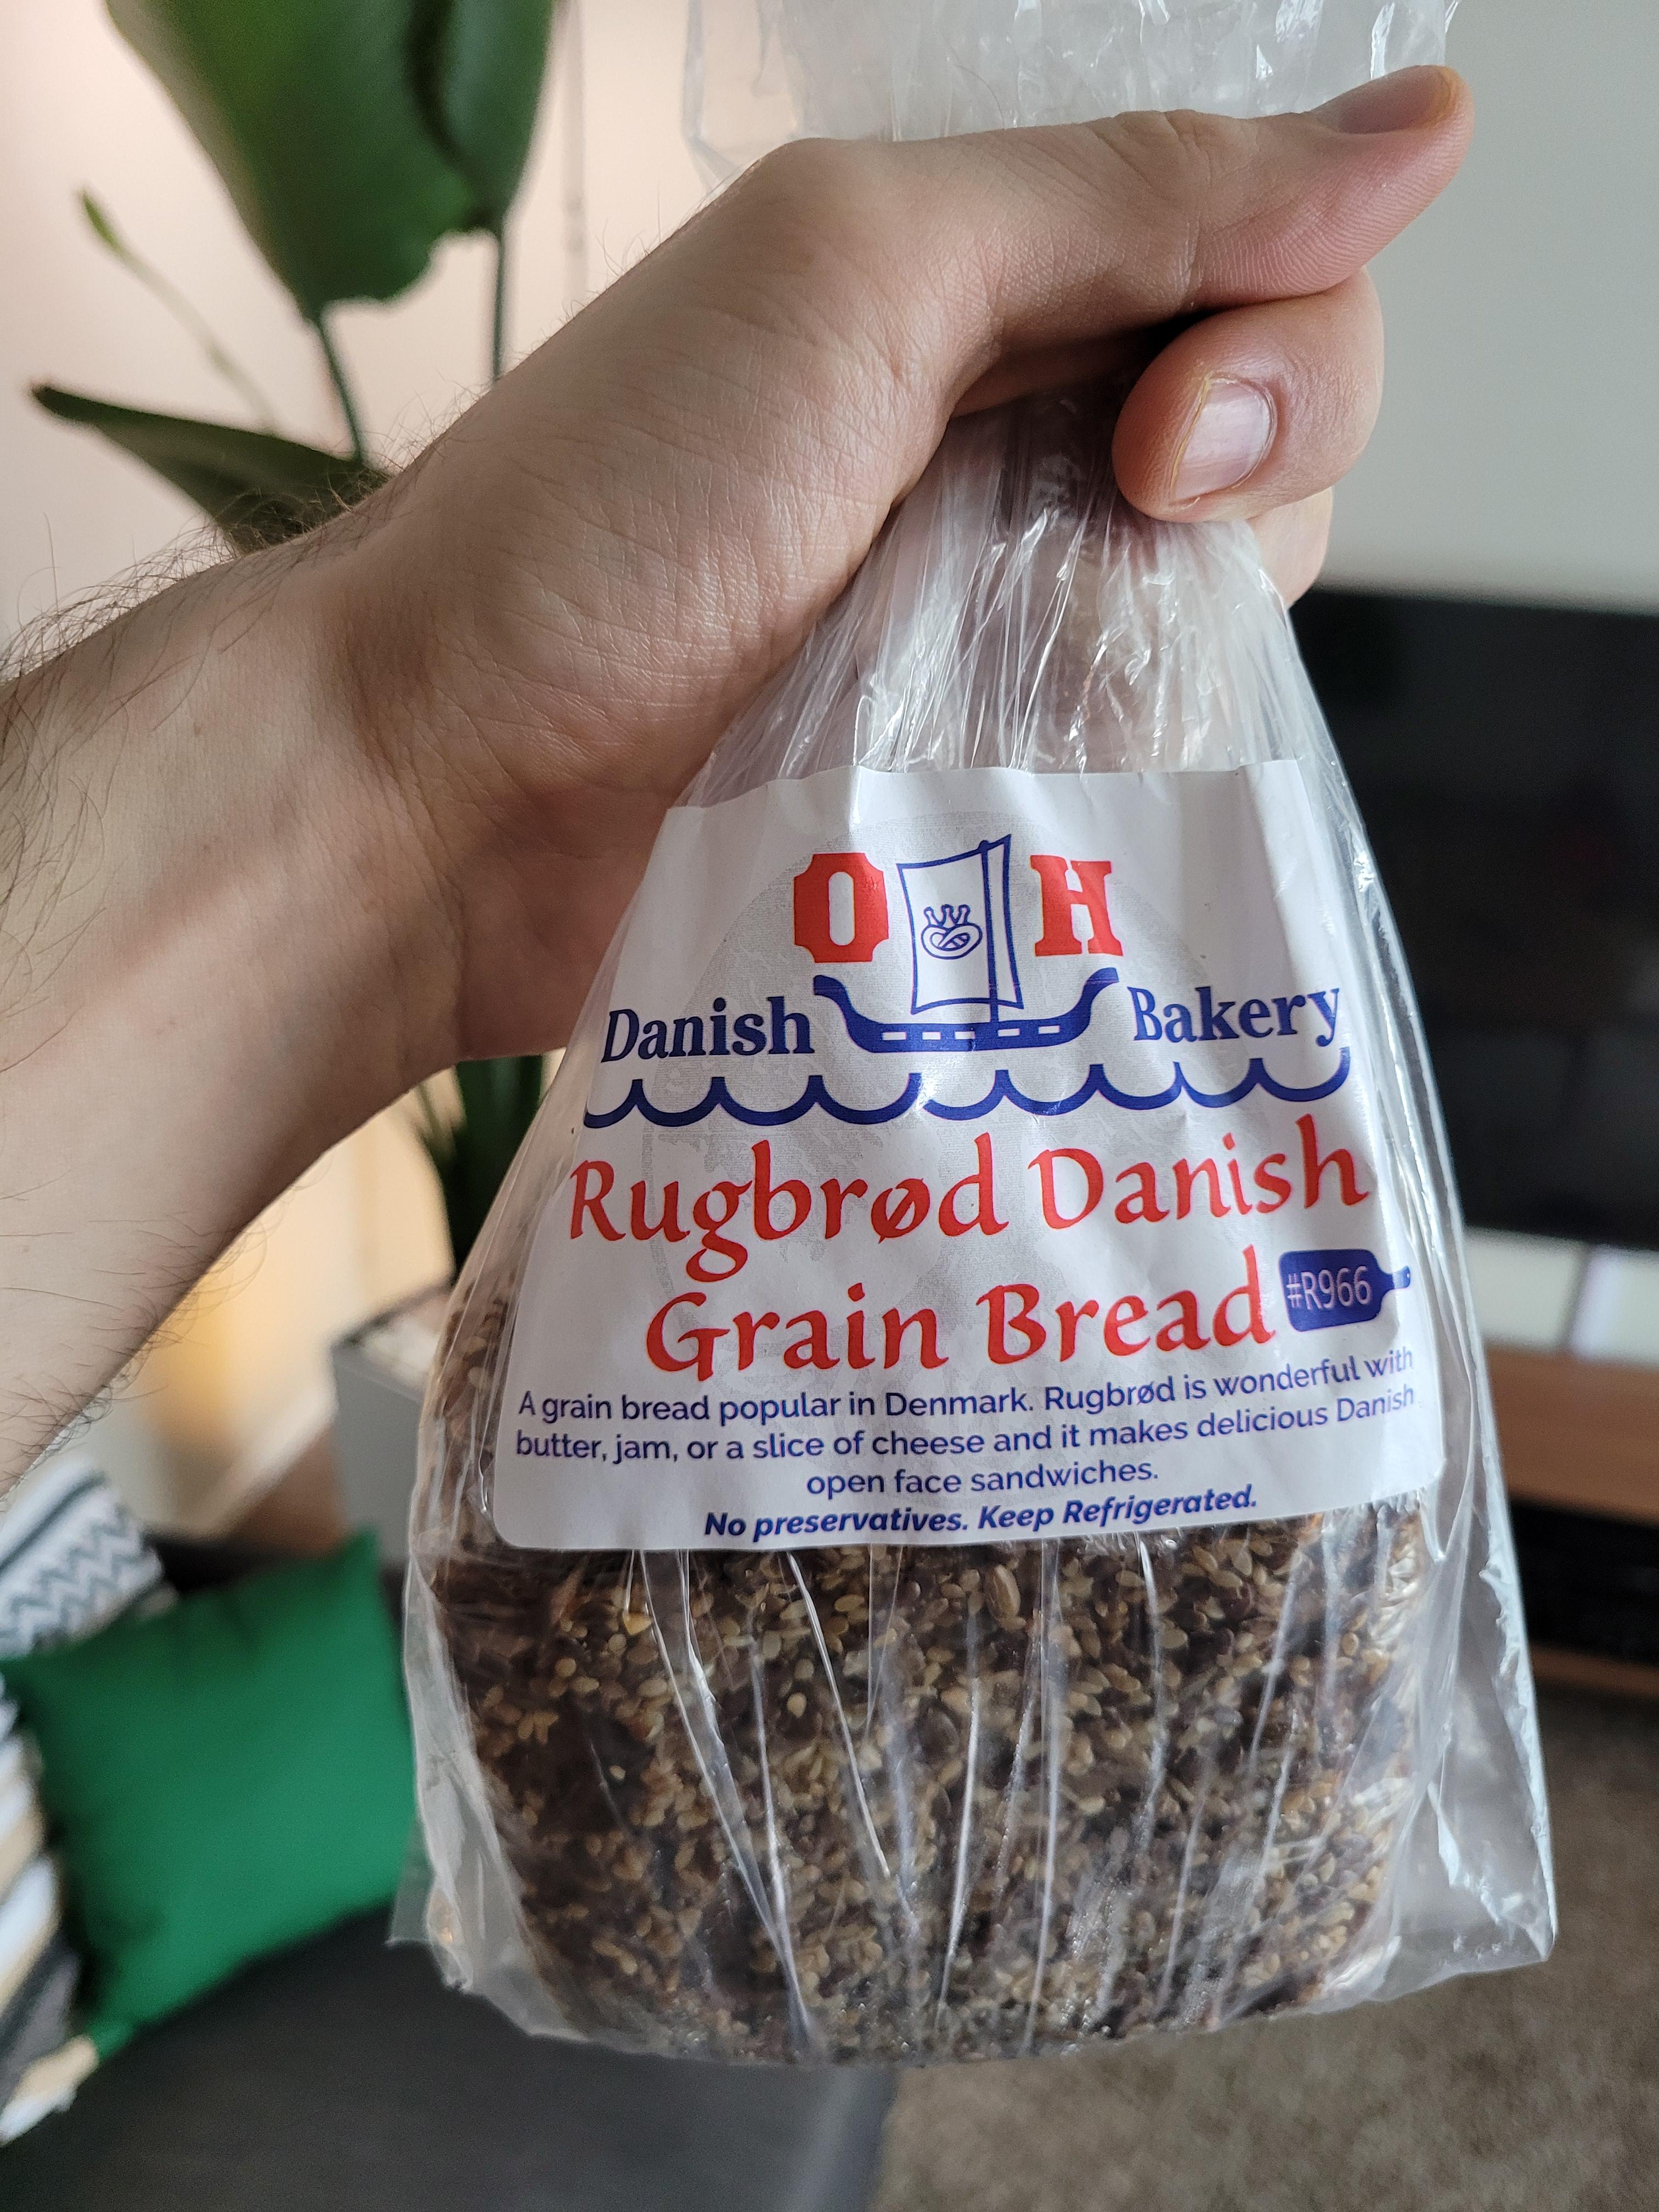 O H
Danish Bakery
Rugbrød Danish
Grain Bread #R966
A grain bread popular in Denmark. Rugbrød is wonderful with
butter, jam, or a slice of cheese and it makes delicious Danish
open face sandwiches.
No preservatives. Keep Refrigerated.